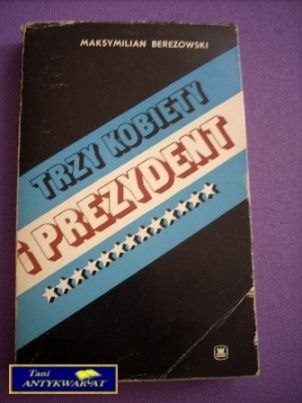 MAKSYMILIAN BEREZOWSKI
TRZY KOBIETY
i PREZYDENT
Tani
ANTYKWARIAT